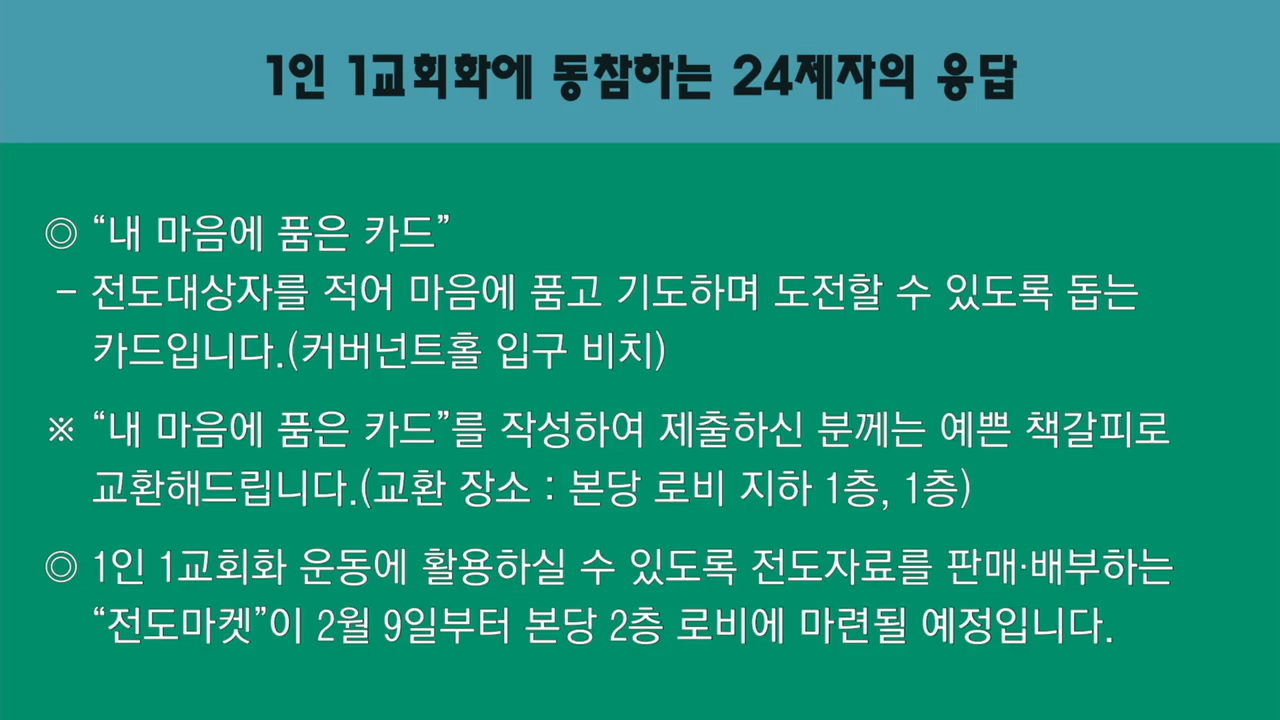 1인 1교회화에 동참하는 24제자의 응답
◎ “내 마음에 품은 카드”
- 전도대상자를 적어 마음에 품고 기도하며 도전할 수 있도록 돕는
카드입니다.(커버넌트홀 입구 비치)
※ “내 마음에 품은 카드”를 작성하여 제출하신 분께는 예쁜 책갈피로
교환해드립니다.(교환 장소 : 본당 로비 지하 1층, 1층)
◎ 1인 1교회화 운동에 활용하실 수 있도록 전도자료를 판매·배부하는
“전도마켓”이 2월 9일부터 본당 2층 로비에 마련될 예정입니다.